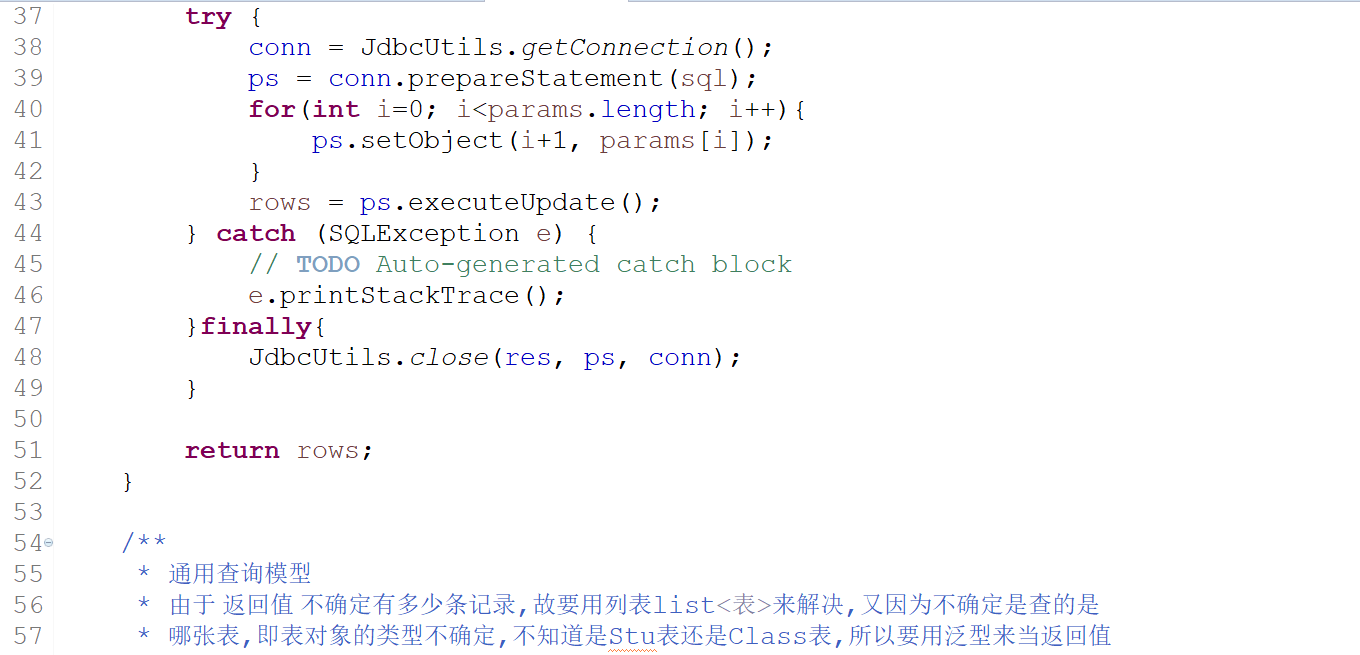 37 try {
38 conn = JdbcUtils.getConnection();
39 ps = conn.prepareStatement(sql);
40 for(int i=0; i<params.length; i++){
41 ps.setObject(i+1, params[i]);
42 }
43 rows = ps.executeUpdate();
44 } catch (SQLException e) {
45 // TODO Auto-generated catch block
46 e.printStackTrace();
47 }finally{
48 JdbcUtils.close(res, ps, conn);
49 }
50
51 return rows;
52 }
53
54 /**
55 * 通用查询模型
56 * 由于 返回值 不确定有多少条记录,故要用列表list<表>来解决,又因为不确定是查的是
57 * 哪张表,即表对象的类型不确定,不知道是Stu表还是Class表,所以要用泛型来当返回值